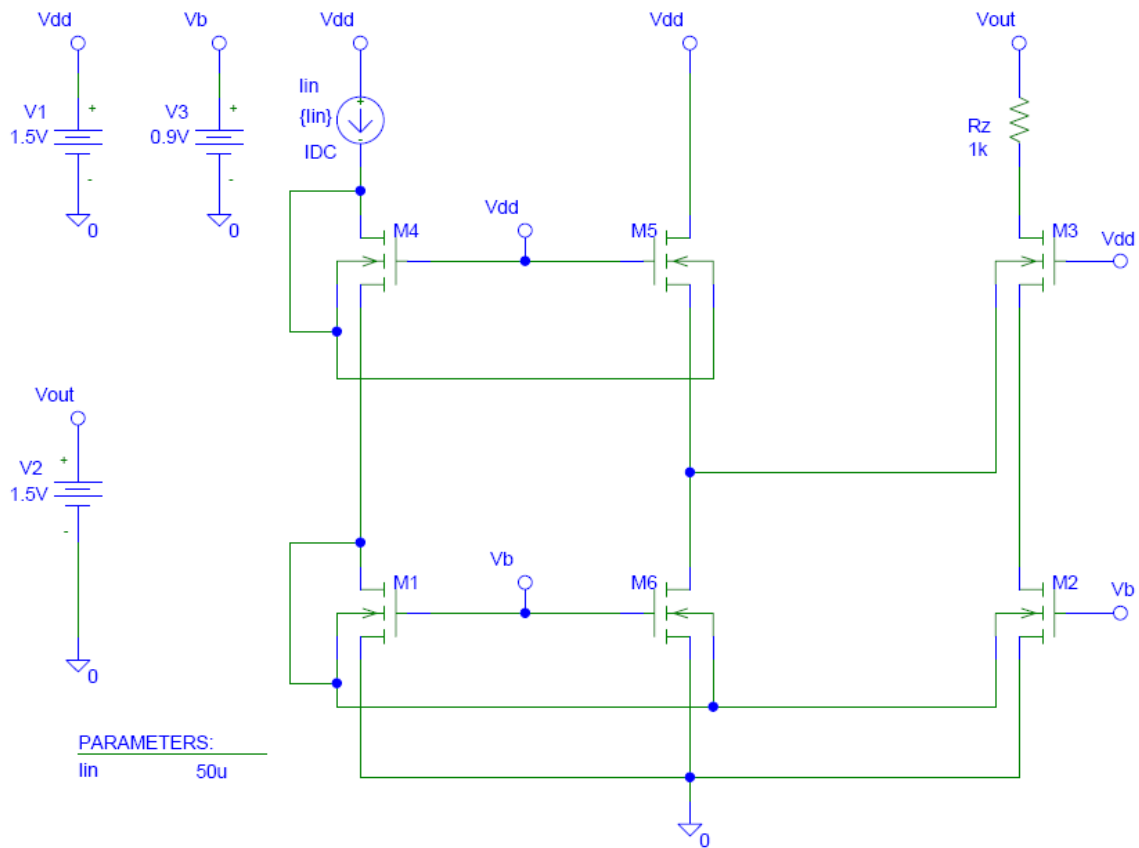 Vdd
Vb
Vdd
Vdd
Vout
V1
1.5V
+
-
0
V3
0.9V
+
-
0
Iin
{Iin}
IDC
+
-
Rz
1k
M4
Vdd
M5
M3
Vdd
Vout
V2
1.5V
+
-
0
M1
Vb
M6
M2
Vb
PARAMETERS:
Iin 50u
0